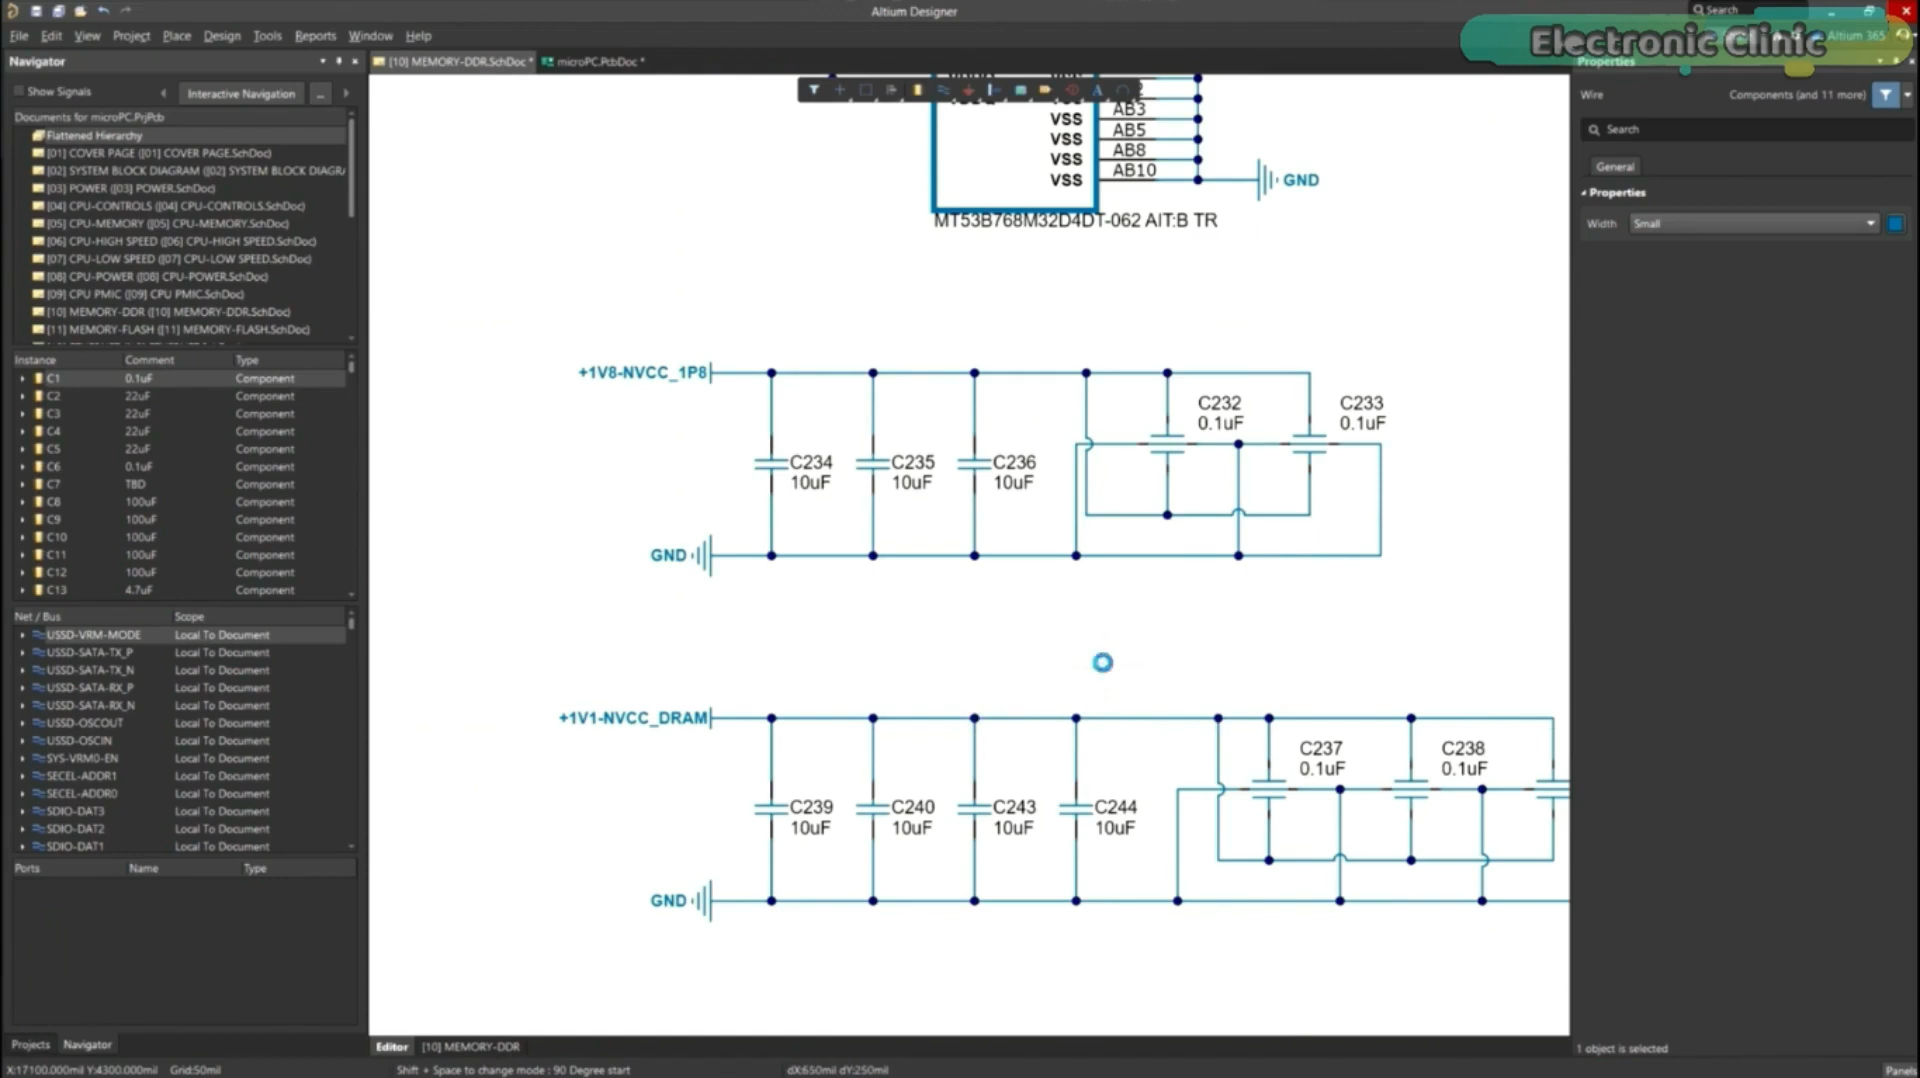 Altium Designer
Search
File Edit View Project Place Design Tools Reports Window Help
Electronic Clinic
Altium 365
Navigator
[10] MEMORY-DDR.SchDoc *
microPC.PcbDoc *
Properties
Show Signals
Interactive Navigation
...
Wire
Components (and 11 more)
Documents for microPC.PrjPcb
Search
Flattened Hierarchy
[01] COVER PAGE ([01] COVER PAGE.SchDoc)
[02] SYSTEM BLOCK DIAGRAM ([02] SYSTEM BLOCK DIAGRA
[03] POWER ([03] POWER.SchDoc)
[04] CPU-CONTROLS ([04] CPU-CONTROLS.SchDoc)
[05] CPU-MEMORY ([05] CPU-MEMORY.SchDoc)
[06] CPU-HIGH SPEED ([06] CPU-HIGH SPEED.SchDoc)
[07] CPU-LOW SPEED ([07] CPU-LOW SPEED.SchDoc)
[08] CPU-POWER ([08] CPU-POWER.SchDoc)
[09] CPU PMIC ([09] CPU PMIC.SchDoc)
[10] MEMORY-DDR ([10] MEMORY-DDR.SchDoc)
[11] MEMORY-FLASH ([11] MEMORY-FLASH.SchDoc)
General
Properties
Width Small
VSS AB3
VSS AB5
VSS AB8
VSS AB10
GND
MT53B768M32D4DT-062 AIT:B TR
Instance Comment Type
C1 0.1uF Component
C2 22uF Component
C3 22uF Component
C4 22uF Component
C5 22uF Component
C6 0.1uF Component
C7 TBD Component
C8 100uF Component
C9 100uF Component
C10 100uF Component
C11 100uF Component
C12 100uF Component
C13 4.7uF Component
+1V8-NVCC_1P8
C232
0.1uF
C233
0.1uF
C234
10uF
C235
10uF
C236
10uF
GND
Net / Bus Scope
USSD-VRM-MODE Local To Document
USSD-SATA-TX_P Local To Document
USSD-SATA-TX_N Local To Document
USSD-SATA-RX_P Local To Document
USSD-SATA-RX_N Local To Document
USSD-OSCOUT Local To Document
USSD-OSCIN Local To Document
SYS-VRM0-EN Local To Document
SECEL-ADDR1 Local To Document
SECEL-ADDR0 Local To Document
SDIO-DAT3 Local To Document
SDIO-DAT2 Local To Document
SDIO-DAT1 Local To Document
+1V1-NVCC_DRAM
C237
0.1uF
C238
0.1uF
C239
10uF
C240
10uF
C243
10uF
C244
10uF
GND
Ports Name Type
Projects Navigator
Editor [10] MEMORY-DDR
1 object is selected
X:17100.000mil Y:4300.000mil Grid:50mil
Shift + Space to change mode : 90 Degree start
dX:650mil dY:250mil
Panels